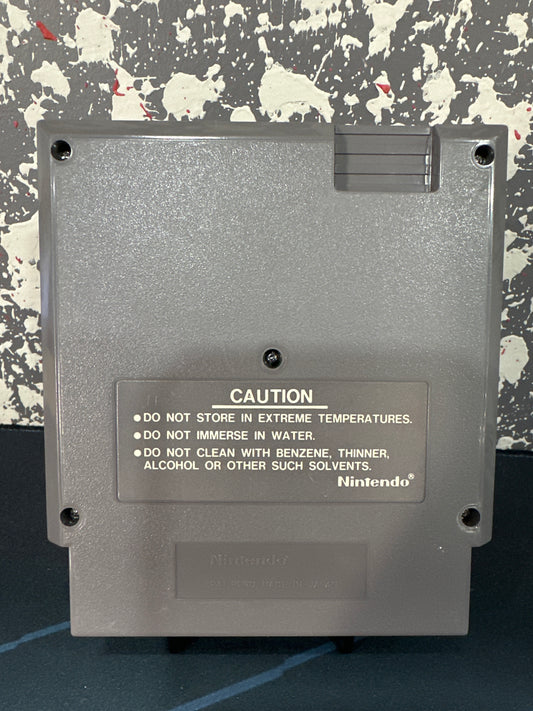 CAUTION
●DO NOT STORE IN EXTREME TEMPERATURES.
●DO NOT IMMERSE IN WATER.
●DO NOT CLEAN WITH BENZENE, THINNER,
ALCOHOL OR OTHER SUCH SOLVENTS.
Nintendo®
Nintendo®